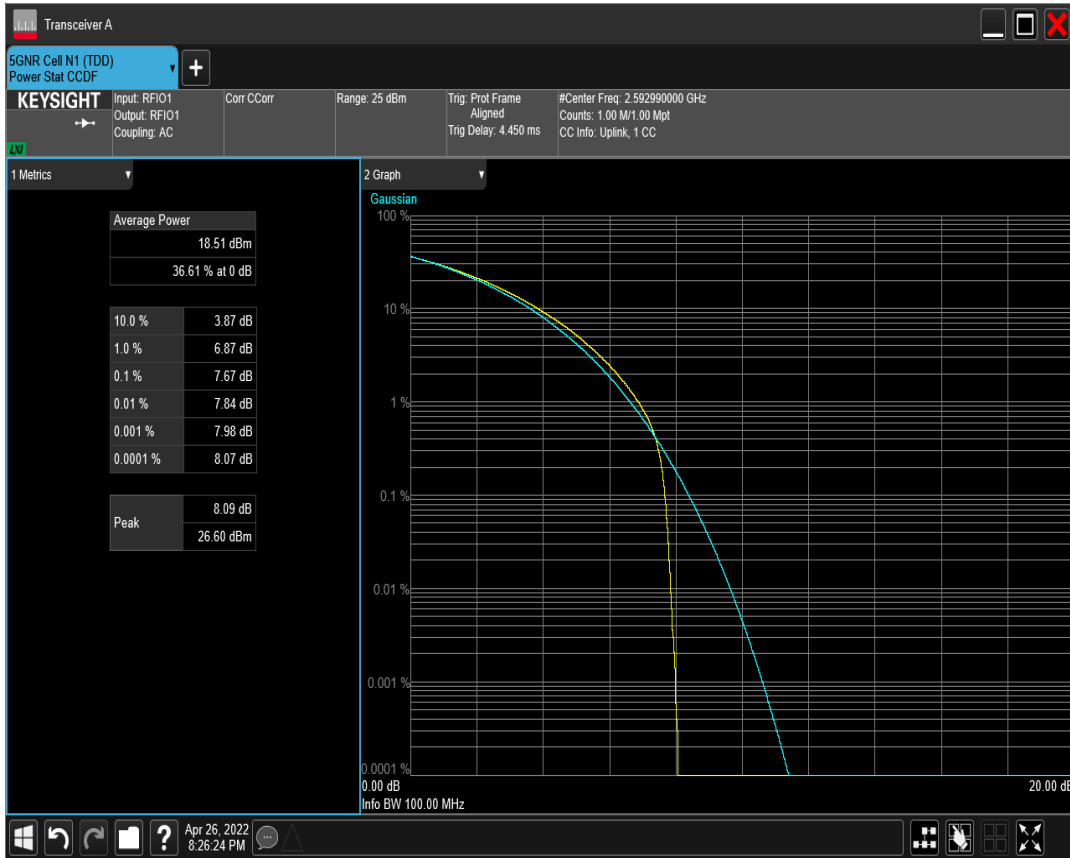 Transceiver A
5GNR Cell N1 (TDD)
Power Stat CCDF
KEYSIGHT
LXI
Input: RFIO1
Output: RFIO1
Coupling: AC
Corr CCorr
Range: 25 dBm
Trig: Prot Frame
Aligned
Trig Delay: 4.450 ms
#Center Freq: 2.592990000 GHz
Counts: 1.00 M/1.00 Mpt
CC Info: Uplink, 1 CC
1 Metrics
Average Power
18.51 dBm
36.61 % at 0 dB
10.0 % 3.87 dB
1.0 % 6.87 dB
0.1 % 7.67 dB
0.01 % 7.84 dB
0.001 % 7.98 dB
0.0001 % 8.07 dB
Peak
8.09 dB
26.60 dBm
2 Graph
Gaussian
100 %
10 %
1 %
0.1 %
0.01 %
0.001 %
0.0001 %
0.00 dB
20.00 dB
Info BW 100.00 MHz
?
Apr 26, 2022
8:26:24 PM